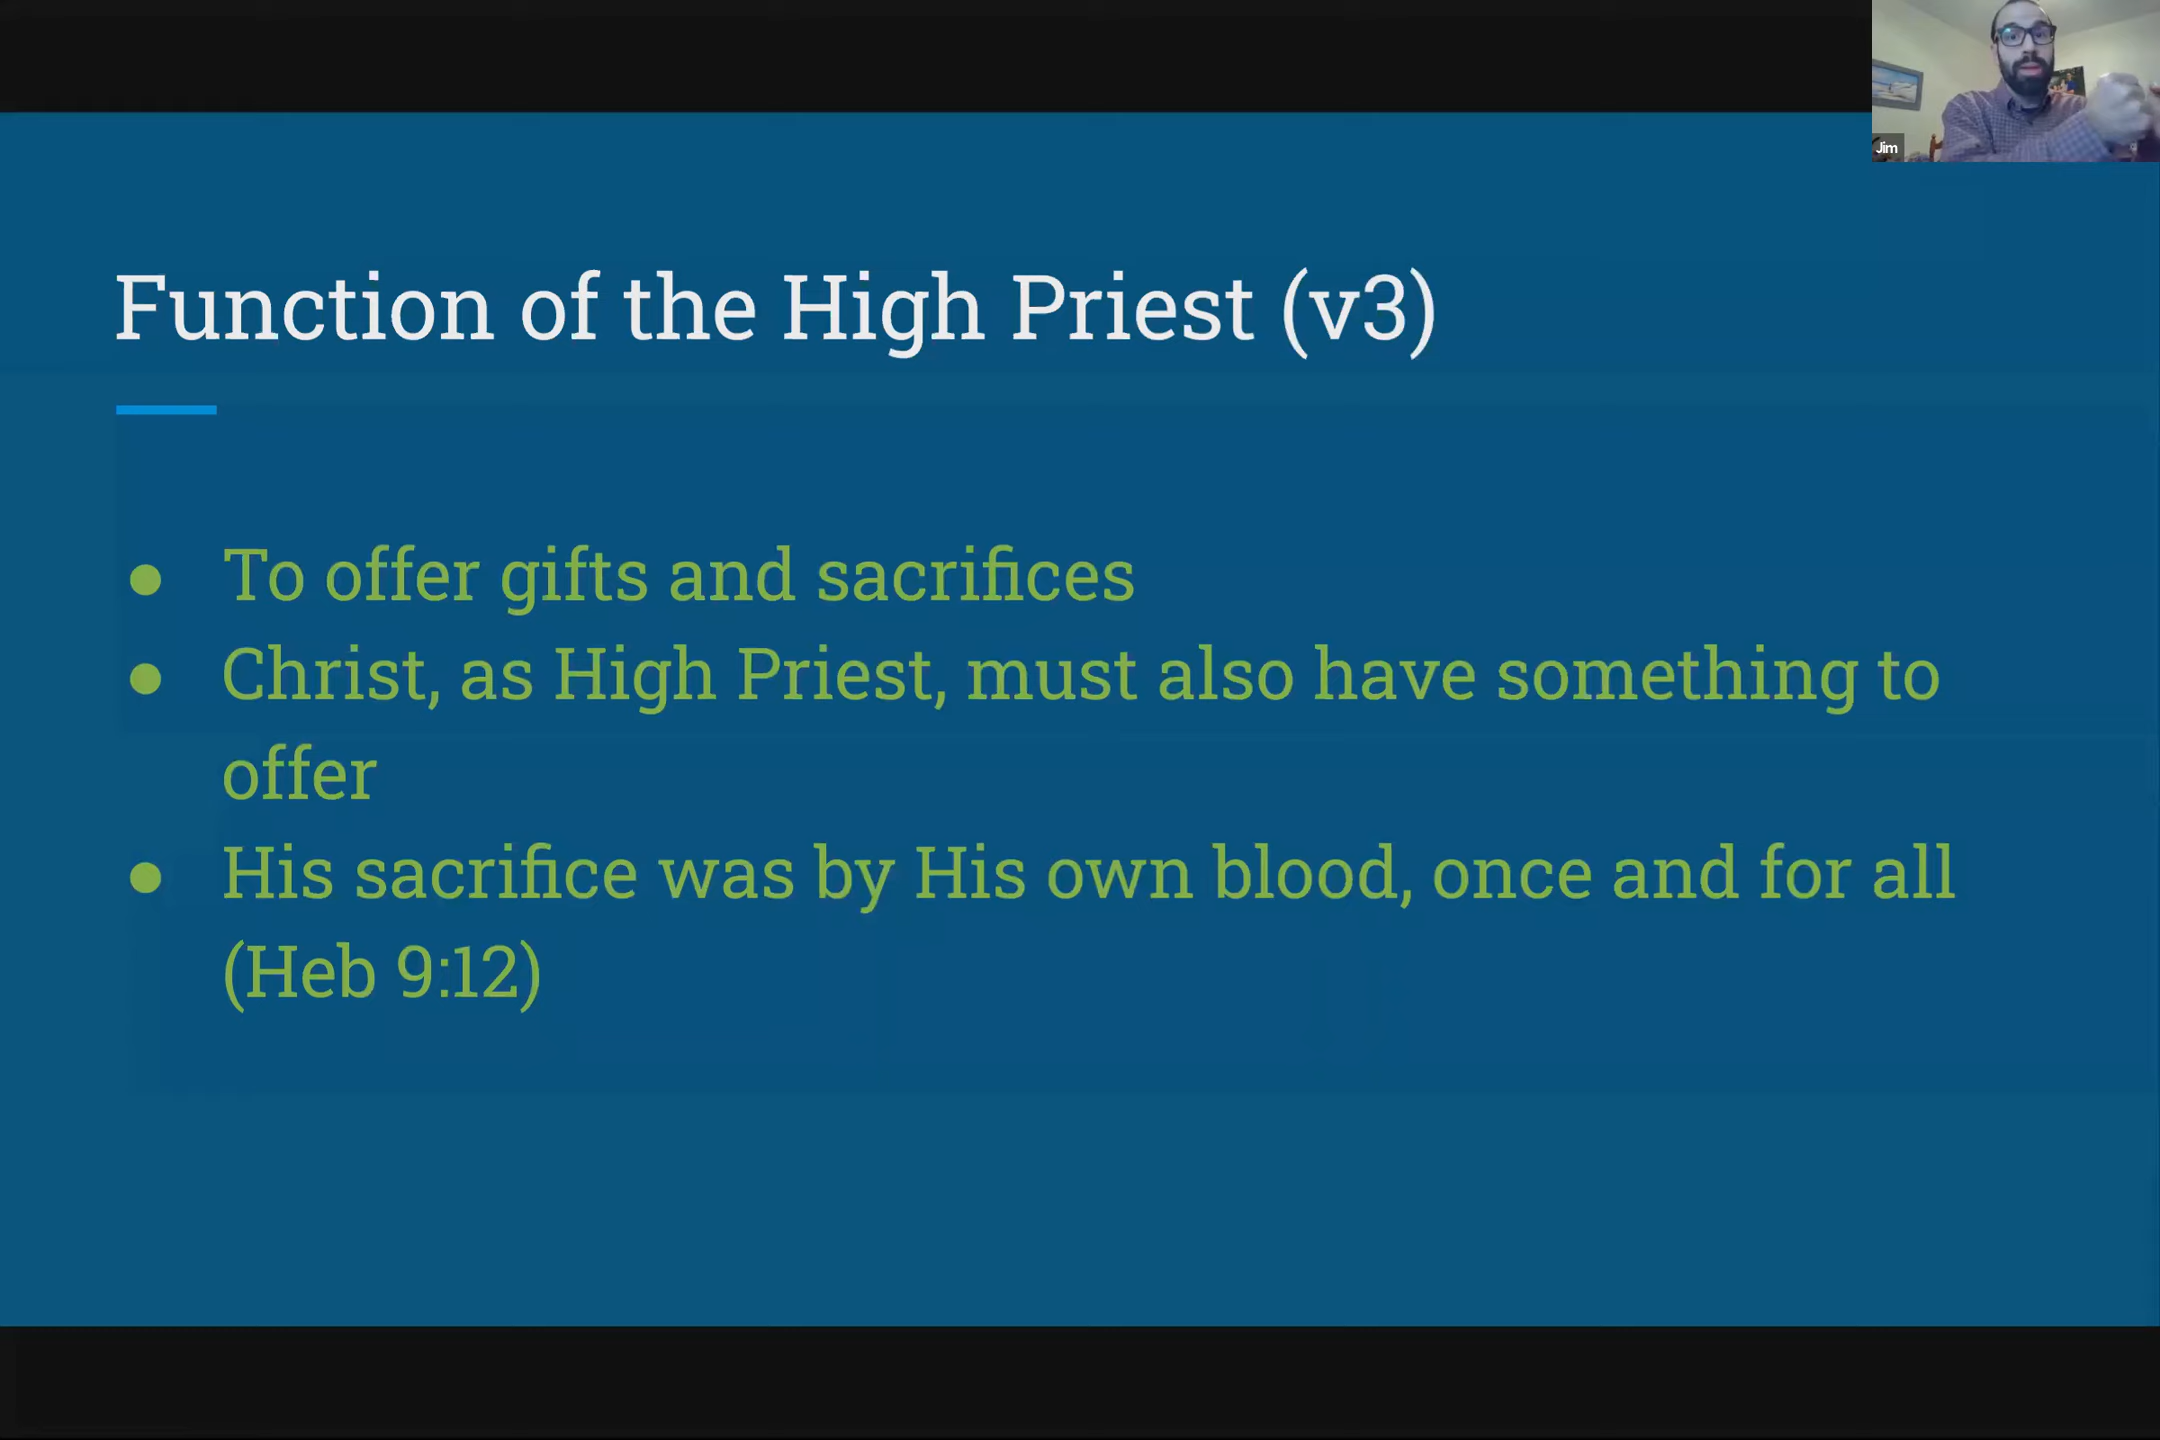 Jim
Function of the High Priest (v3)
● To offer gifts and sacrifices
● Christ, as High Priest, must also have something to
offer
● His sacrifice was by His own blood, once and for all
(Heb 9:12)